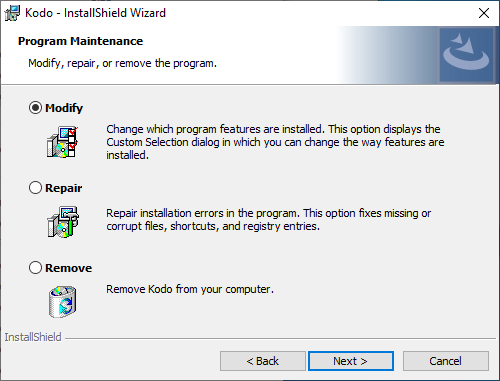 Kodo - InstallShield Wizard
Program Maintenance
Modify, repair, or remove the program.
Modify
Change which program features are installed. This option displays the
Custom Selection dialog in which you can change the way features are
installed.
Repair
Repair installation errors in the program. This option fixes missing or
corrupt files, shortcuts, and registry entries.
Remove
Remove Kodo from your computer.
InstallShield
< Back
Next >
Cancel